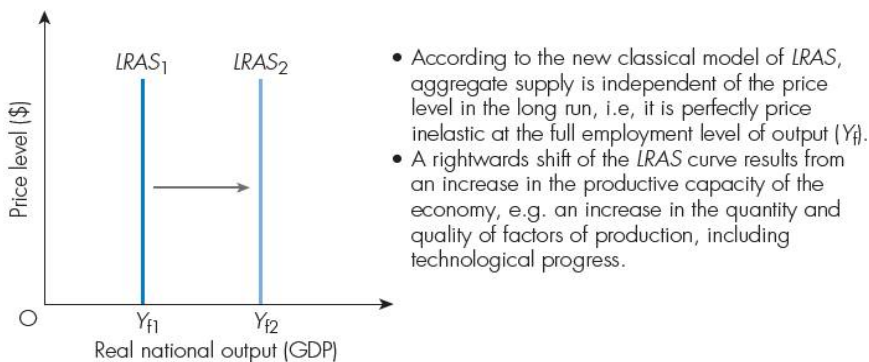 LRAS1
LRAS2
Price level ($)
O
Yf1
Yf2
Real national output (GDP)
• According to the new classical model of LRAS,
aggregate supply is independent of the price
level in the long run, i.e, it is perfectly price
inelastic at the full employment level of output (Yf).
• A rightwards shift of the LRAS curve results from
an increase in the productive capacity of the
economy, e.g. an increase in the quantity and
quality of factors of production, including
technological progress.